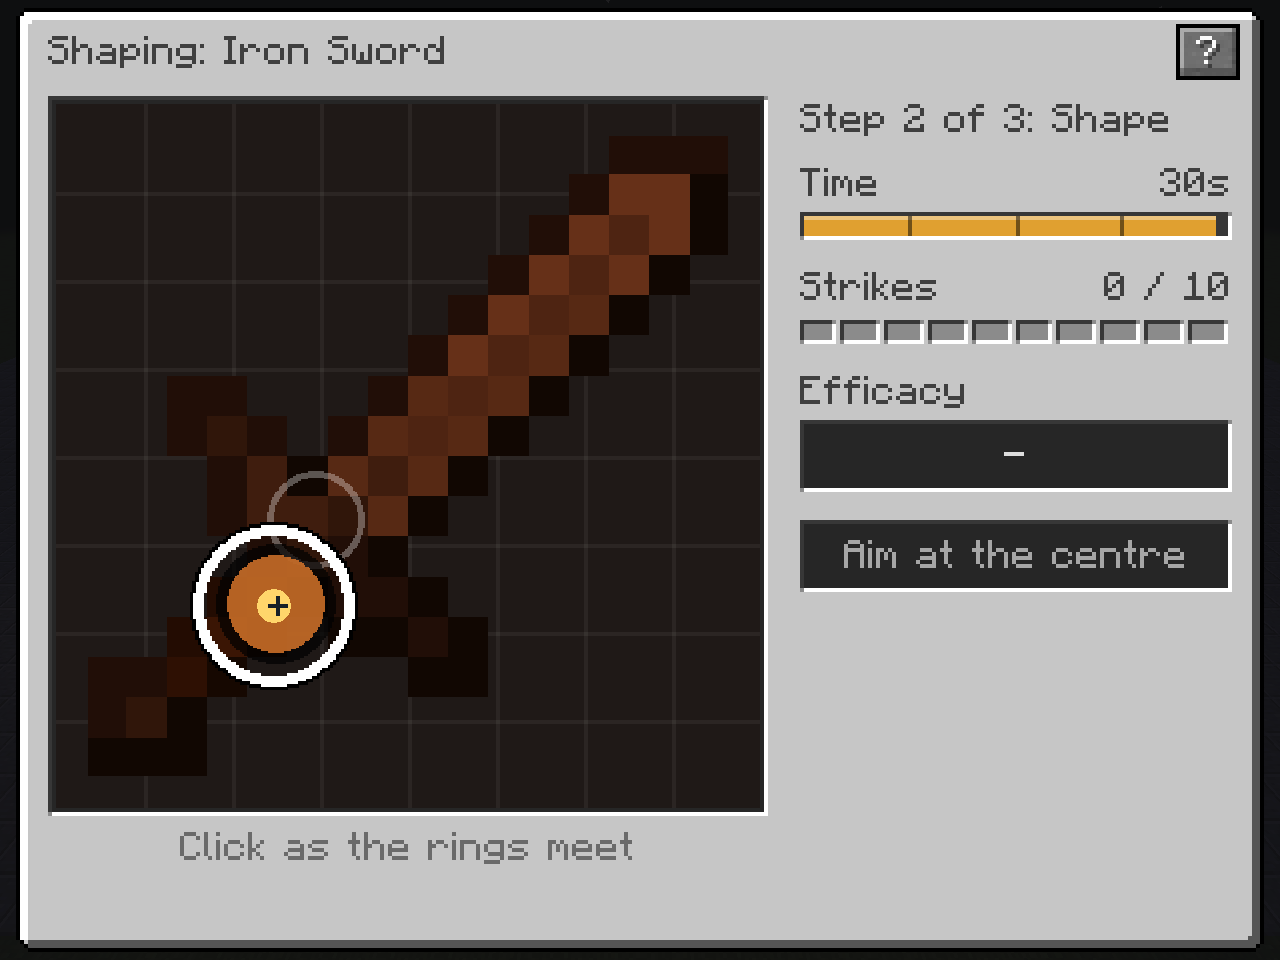 Shaping: Iron Sword
?
Step 2 of 3: Shape
Time 30s
Strikes 0 / 10
Efficacy
–
Aim at the centre
Click as the rings meet